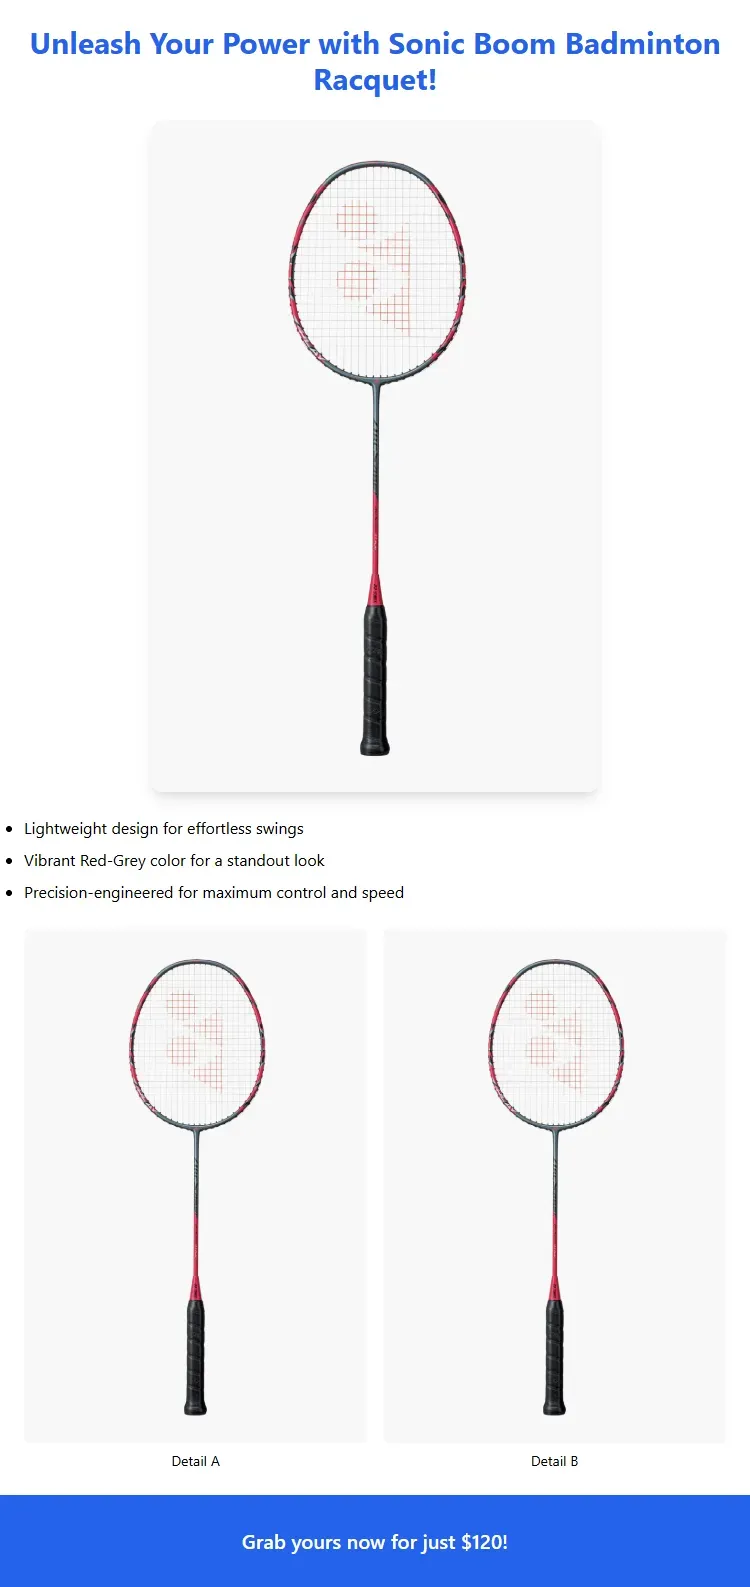 Unleash Your Power with Sonic Boom Badminton
Racquet!
Lightweight design for effortless swings
Vibrant Red-Grey color for a standout look
Precision-engineered for maximum control and speed
Detail A
Detail B
Grab yours now for just $120!